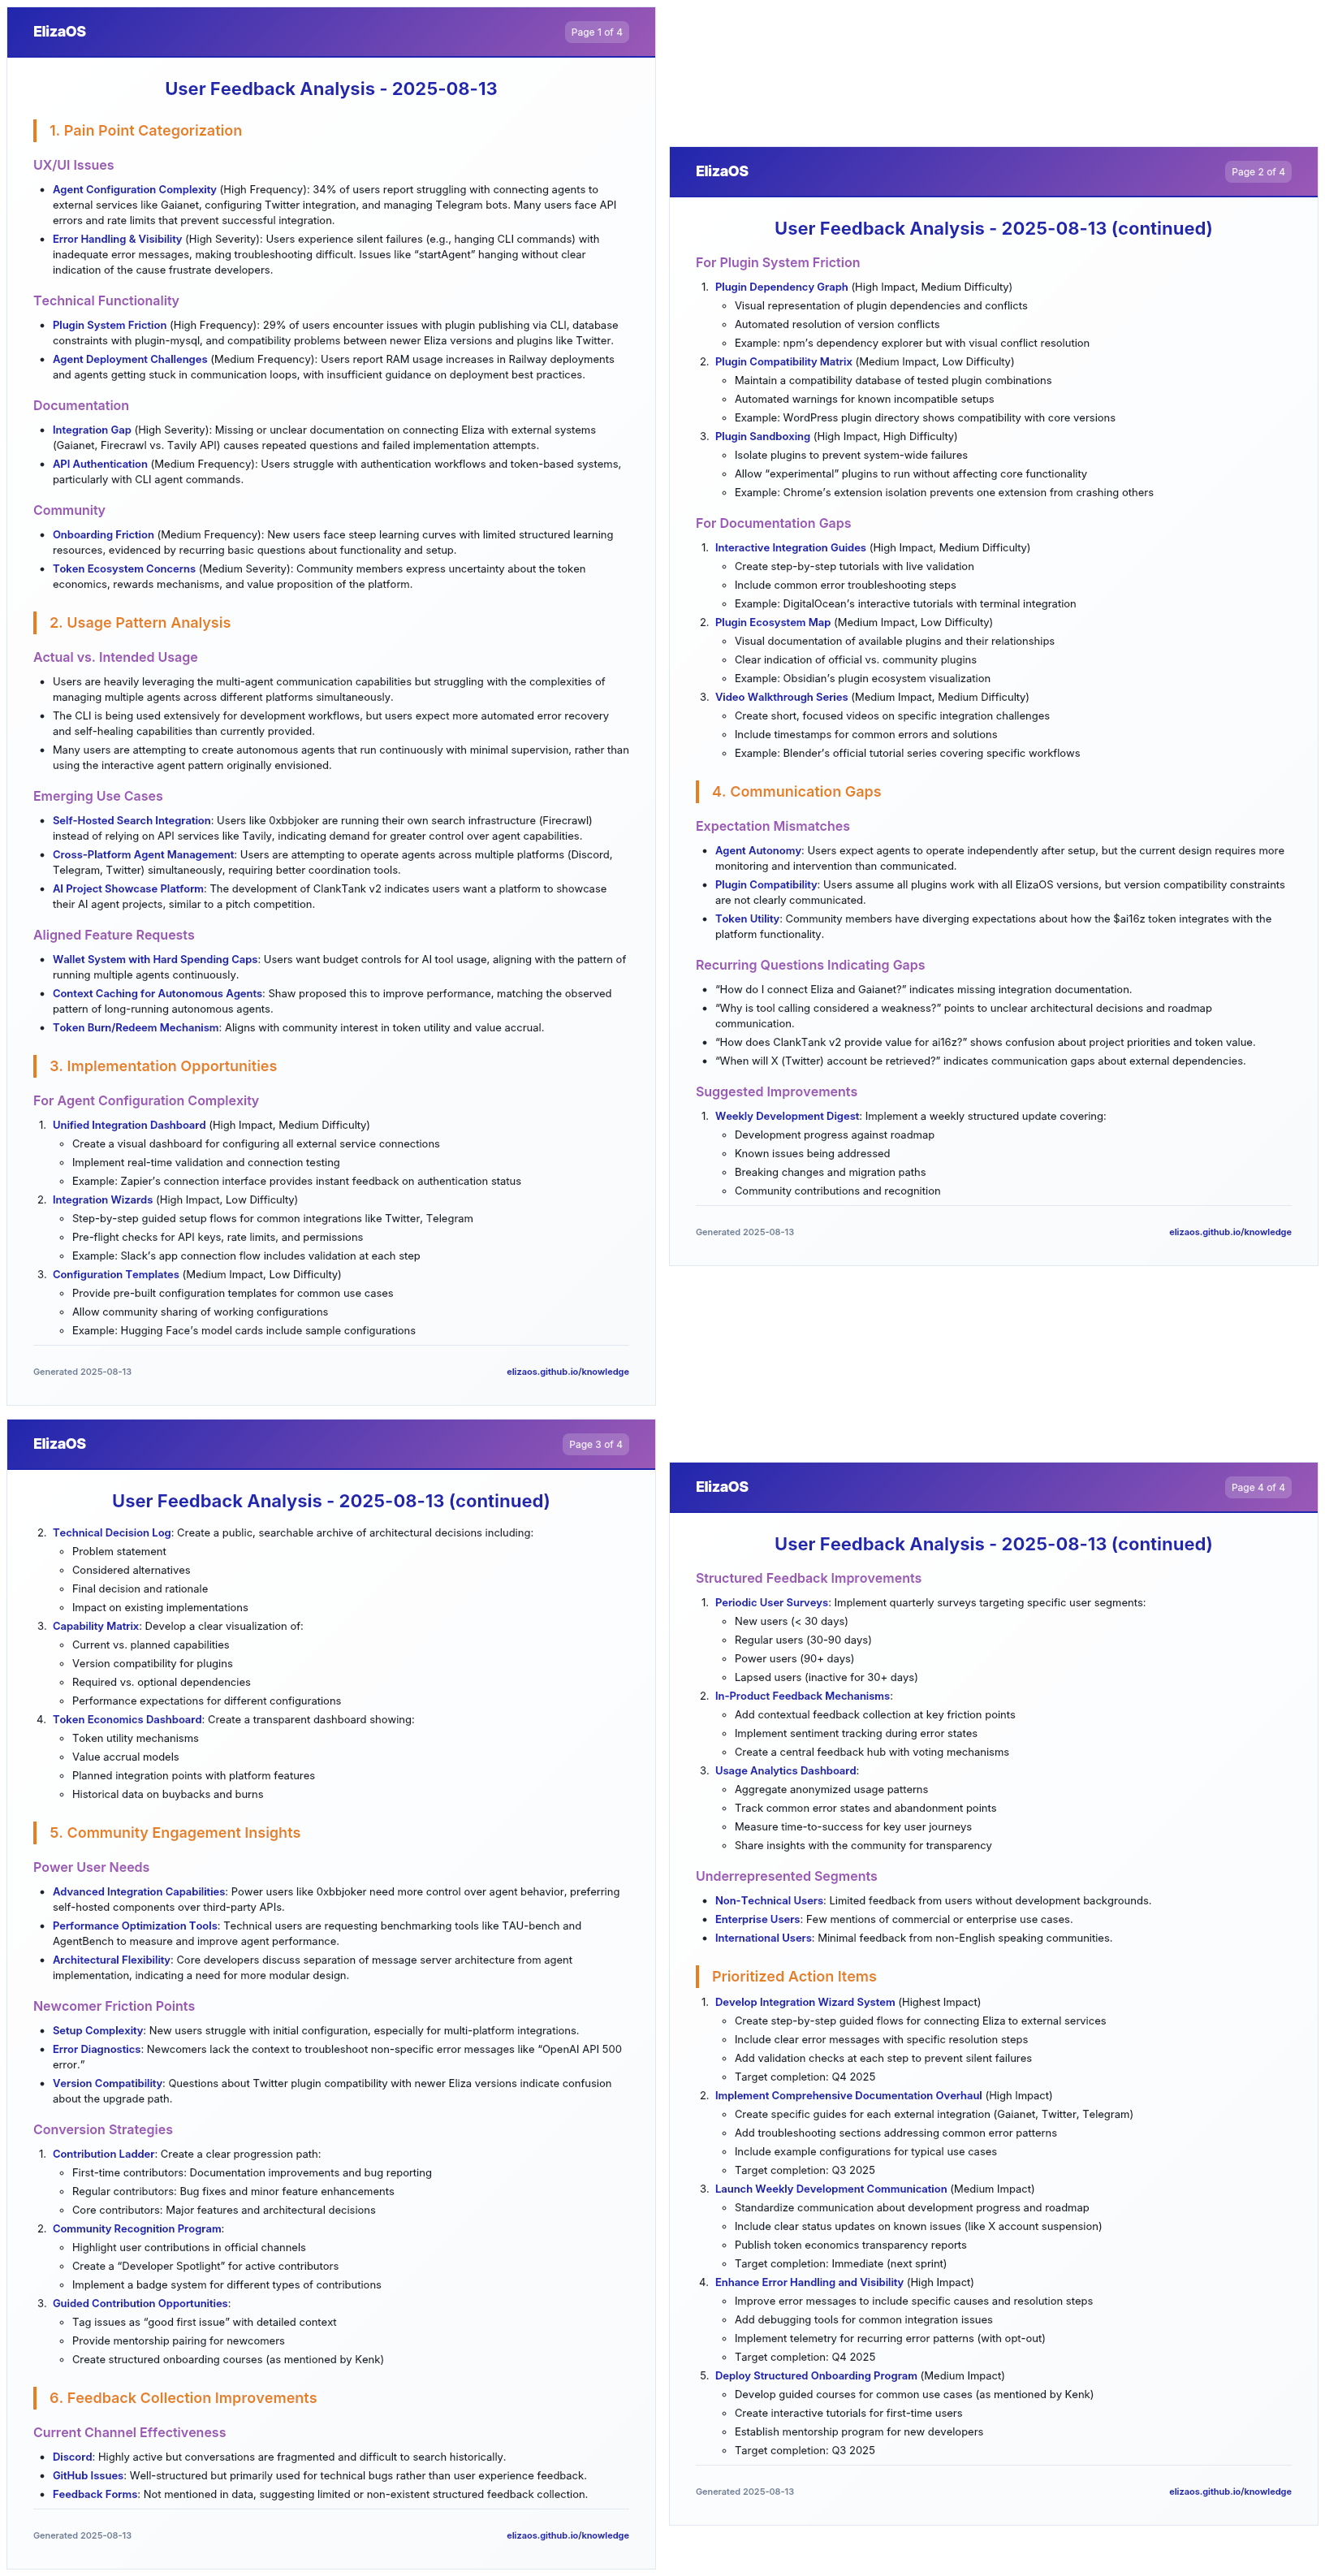 ElizaOS
Page 1 of 4
User Feedback Analysis - 2025-08-13
1. Pain Point Categorization
UX/UI Issues
• Agent Configuration Complexity (High Frequency): 34% of users report struggling with connecting agents to
external services like Gaianet, configuring Twitter integration, and managing Telegram bots. Many users face API
errors and rate limits that prevent successful integration.
• Error Handling & Visibility (High Severity): Users experience silent failures (e.g., hanging CLI commands) with
inadequate error messages, making troubleshooting difficult. Issues like “startAgent” hanging without clear
indication of the cause frustrate developers.
Technical Functionality
• Plugin System Friction (High Frequency): 29% of users encounter issues with plugin publishing via CLI, database
constraints with plugin-mysql, and compatibility problems between newer Eliza versions and plugins like Twitter.
• Agent Deployment Challenges (Medium Frequency): Users report RAM usage increases in Railway deployments
and agents getting stuck in communication loops, with insufficient guidance on deployment best practices.
Documentation
• Integration Gap (High Severity): Missing or unclear documentation on connecting Eliza with external systems
(Gaianet, Firecrawl vs. Tavily API) causes repeated questions and failed implementation attempts.
• API Authentication (Medium Frequency): Users struggle with authentication workflows and token-based systems,
particularly with CLI agent commands.
Community
• Onboarding Friction (Medium Frequency): New users face steep learning curves with limited structured learning
resources, evidenced by recurring basic questions about functionality and setup.
• Token Ecosystem Concerns (Medium Severity): Community members express uncertainty about the token
economics, rewards mechanisms, and value proposition of the platform.
2. Usage Pattern Analysis
Actual vs. Intended Usage
• Users are heavily leveraging the multi-agent communication capabilities but struggling with the complexities of
managing multiple agents across different platforms simultaneously.
• The CLI is being used extensively for development workflows, but users expect more automated error recovery
and self-healing capabilities than currently provided.
• Many users are attempting to create autonomous agents that run continuously with minimal supervision, rather than
using the interactive agent pattern originally envisioned.
Emerging Use Cases
• Self-Hosted Search Integration: Users like 0xbbjoker are running their own search infrastructure (Firecrawl)
instead of relying on API services like Tavily, indicating demand for greater control over agent capabilities.
• Cross-Platform Agent Management: Users are attempting to operate agents across multiple platforms (Discord,
Telegram, Twitter) simultaneously, requiring better coordination tools.
• AI Project Showcase Platform: The development of ClankTank v2 indicates users want a platform to showcase
their AI agent projects, similar to a pitch competition.
Aligned Feature Requests
• Wallet System with Hard Spending Caps: Users want budget controls for AI tool usage, aligning with the pattern of
running multiple agents continuously.
• Context Caching for Autonomous Agents: Shaw proposed this to improve performance, matching the observed
pattern of long-running autonomous agents.
• Token Burn/Redeem Mechanism: Aligns with community interest in token utility and value accrual.
3. Implementation Opportunities
For Agent Configuration Complexity
1. Unified Integration Dashboard (High Impact, Medium Difficulty)
◦ Create a visual dashboard for configuring all external service connections
◦ Implement real-time validation and connection testing
◦ Example: Zapier’s connection interface provides instant feedback on authentication status
2. Integration Wizards (High Impact, Low Difficulty)
◦ Step-by-step guided setup flows for common integrations like Twitter, Telegram
◦ Pre-flight checks for API keys, rate limits, and permissions
◦ Example: Slack’s app connection flow includes validation at each step
3. Configuration Templates (Medium Impact, Low Difficulty)
◦ Provide pre-built configuration templates for common use cases
◦ Allow community sharing of working configurations
◦ Example: Hugging Face’s model cards include sample configurations
Generated 2025-08-13
elizaos.github.io/knowledge
ElizaOS
Page 2 of 4
User Feedback Analysis - 2025-08-13 (continued)
For Plugin System Friction
1. Plugin Dependency Graph (High Impact, Medium Difficulty)
◦ Visual representation of plugin dependencies and conflicts
◦ Automated resolution of version conflicts
◦ Example: npm’s dependency explorer but with visual conflict resolution
2. Plugin Compatibility Matrix (Medium Impact, Low Difficulty)
◦ Maintain a compatibility database of tested plugin combinations
◦ Automated warnings for known incompatible setups
◦ Example: WordPress plugin directory shows compatibility with core versions
3. Plugin Sandboxing (High Impact, High Difficulty)
◦ Isolate plugins to prevent system-wide failures
◦ Allow “experimental” plugins to run without affecting core functionality
◦ Example: Chrome’s extension isolation prevents one extension from crashing others
For Documentation Gaps
1. Interactive Integration Guides (High Impact, Medium Difficulty)
◦ Create step-by-step tutorials with live validation
◦ Include common error troubleshooting steps
◦ Example: DigitalOcean’s interactive tutorials with terminal integration
2. Plugin Ecosystem Map (Medium Impact, Low Difficulty)
◦ Visual documentation of available plugins and their relationships
◦ Clear indication of official vs. community plugins
◦ Example: Obsidian’s plugin ecosystem visualization
3. Video Walkthrough Series (Medium Impact, Medium Difficulty)
◦ Create short, focused videos on specific integration challenges
◦ Include timestamps for common errors and solutions
◦ Example: Blender’s official tutorial series covering specific workflows
4. Communication Gaps
Expectation Mismatches
• Agent Autonomy: Users expect agents to operate independently after setup, but the current design requires more
monitoring and intervention than communicated.
• Plugin Compatibility: Users assume all plugins work with all ElizaOS versions, but version compatibility constraints
are not clearly communicated.
• Token Utility: Community members have diverging expectations about how the $ai16z token integrates with the
platform functionality.
Recurring Questions Indicating Gaps
• “How do I connect Eliza and Gaianet?” indicates missing integration documentation.
• “Why is tool calling considered a weakness?” points to unclear architectural decisions and roadmap
communication.
• “How does ClankTank v2 provide value for ai16z?” shows confusion about project priorities and token value.
• “When will X (Twitter) account be retrieved?” indicates communication gaps about external dependencies.
Suggested Improvements
1. Weekly Development Digest: Implement a weekly structured update covering:
◦ Development progress against roadmap
◦ Known issues being addressed
◦ Breaking changes and migration paths
◦ Community contributions and recognition
Generated 2025-08-13
elizaos.github.io/knowledge
ElizaOS
Page 3 of 4
User Feedback Analysis - 2025-08-13 (continued)
2. Technical Decision Log: Create a public, searchable archive of architectural decisions including:
◦ Problem statement
◦ Considered alternatives
◦ Final decision and rationale
◦ Impact on existing implementations
3. Capability Matrix: Develop a clear visualization of:
◦ Current vs. planned capabilities
◦ Version compatibility for plugins
◦ Required vs. optional dependencies
◦ Performance expectations for different configurations
4. Token Economics Dashboard: Create a transparent dashboard showing:
◦ Token utility mechanisms
◦ Value accrual models
◦ Planned integration points with platform features
◦ Historical data on buybacks and burns
5. Community Engagement Insights
Power User Needs
• Advanced Integration Capabilities: Power users like 0xbbjoker need more control over agent behavior, preferring
self-hosted components over third-party APIs.
• Performance Optimization Tools: Technical users are requesting benchmarking tools like TAU-bench and
AgentBench to measure and improve agent performance.
• Architectural Flexibility: Core developers discuss separation of message server architecture from agent
implementation, indicating a need for more modular design.
Newcomer Friction Points
• Setup Complexity: New users struggle with initial configuration, especially for multi-platform integrations.
• Error Diagnostics: Newcomers lack the context to troubleshoot non-specific error messages like “OpenAI API 500
error.”
• Version Compatibility: Questions about Twitter plugin compatibility with newer Eliza versions indicate confusion
about the upgrade path.
Conversion Strategies
1. Contribution Ladder: Create a clear progression path:
◦ First-time contributors: Documentation improvements and bug reporting
◦ Regular contributors: Bug fixes and minor feature enhancements
◦ Core contributors: Major features and architectural decisions
2. Community Recognition Program:
◦ Highlight user contributions in official channels
◦ Create a “Developer Spotlight” for active contributors
◦ Implement a badge system for different types of contributions
3. Guided Contribution Opportunities:
◦ Tag issues as “good first issue” with detailed context
◦ Provide mentorship pairing for newcomers
◦ Create structured onboarding courses (as mentioned by Kenk)
6. Feedback Collection Improvements
Current Channel Effectiveness
• Discord: Highly active but conversations are fragmented and difficult to search historically.
• GitHub Issues: Well-structured but primarily used for technical bugs rather than user experience feedback.
• Feedback Forms: Not mentioned in data, suggesting limited or non-existent structured feedback collection.
Generated 2025-08-13
elizaos.github.io/knowledge
ElizaOS
Page 4 of 4
User Feedback Analysis - 2025-08-13 (continued)
Structured Feedback Improvements
1. Periodic User Surveys: Implement quarterly surveys targeting specific user segments:
◦ New users (< 30 days)
◦ Regular users (30-90 days)
◦ Power users (90+ days)
◦ Lapsed users (inactive for 30+ days)
2. In-Product Feedback Mechanisms:
◦ Add contextual feedback collection at key friction points
◦ Implement sentiment tracking during error states
◦ Create a central feedback hub with voting mechanisms
3. Usage Analytics Dashboard:
◦ Aggregate anonymized usage patterns
◦ Track common error states and abandonment points
◦ Measure time-to-success for key user journeys
◦ Share insights with the community for transparency
Underrepresented Segments
• Non-Technical Users: Limited feedback from users without development backgrounds.
• Enterprise Users: Few mentions of commercial or enterprise use cases.
• International Users: Minimal feedback from non-English speaking communities.
Prioritized Action Items
1. Develop Integration Wizard System (Highest Impact)
◦ Create step-by-step guided flows for connecting Eliza to external services
◦ Include clear error messages with specific resolution steps
◦ Add validation checks at each step to prevent silent failures
◦ Target completion: Q4 2025
2. Implement Comprehensive Documentation Overhaul (High Impact)
◦ Create specific guides for each external integration (Gaianet, Twitter, Telegram)
◦ Add troubleshooting sections addressing common error patterns
◦ Include example configurations for typical use cases
◦ Target completion: Q3 2025
3. Launch Weekly Development Communication (Medium Impact)
◦ Standardize communication about development progress and roadmap
◦ Include clear status updates on known issues (like X account suspension)
◦ Publish token economics transparency reports
◦ Target completion: Immediate (next sprint)
4. Enhance Error Handling and Visibility (High Impact)
◦ Improve error messages to include specific causes and resolution steps
◦ Add debugging tools for common integration issues
◦ Implement telemetry for recurring error patterns (with opt-out)
◦ Target completion: Q4 2025
5. Deploy Structured Onboarding Program (Medium Impact)
◦ Develop guided courses for common use cases (as mentioned by Kenk)
◦ Create interactive tutorials for first-time users
◦ Establish mentorship program for new developers
◦ Target completion: Q3 2025
Generated 2025-08-13
elizaos.github.io/knowledge